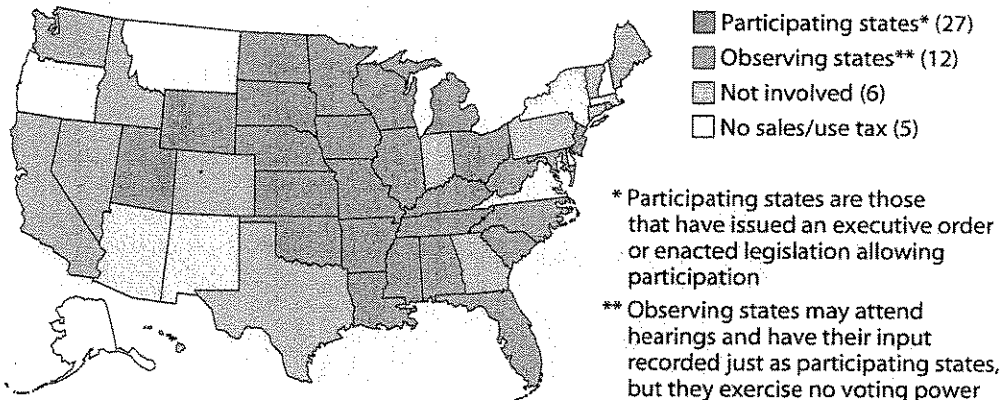 Participating states* (27)
Observing states** (12)
Not involved (6)
No sales/use tax (5)
* Participating states are those
that have issued an executive order
or enacted legislation allowing
participation
** Observing states may attend
hearings and have their input
recorded just as participating states,
but they exercise no voting power